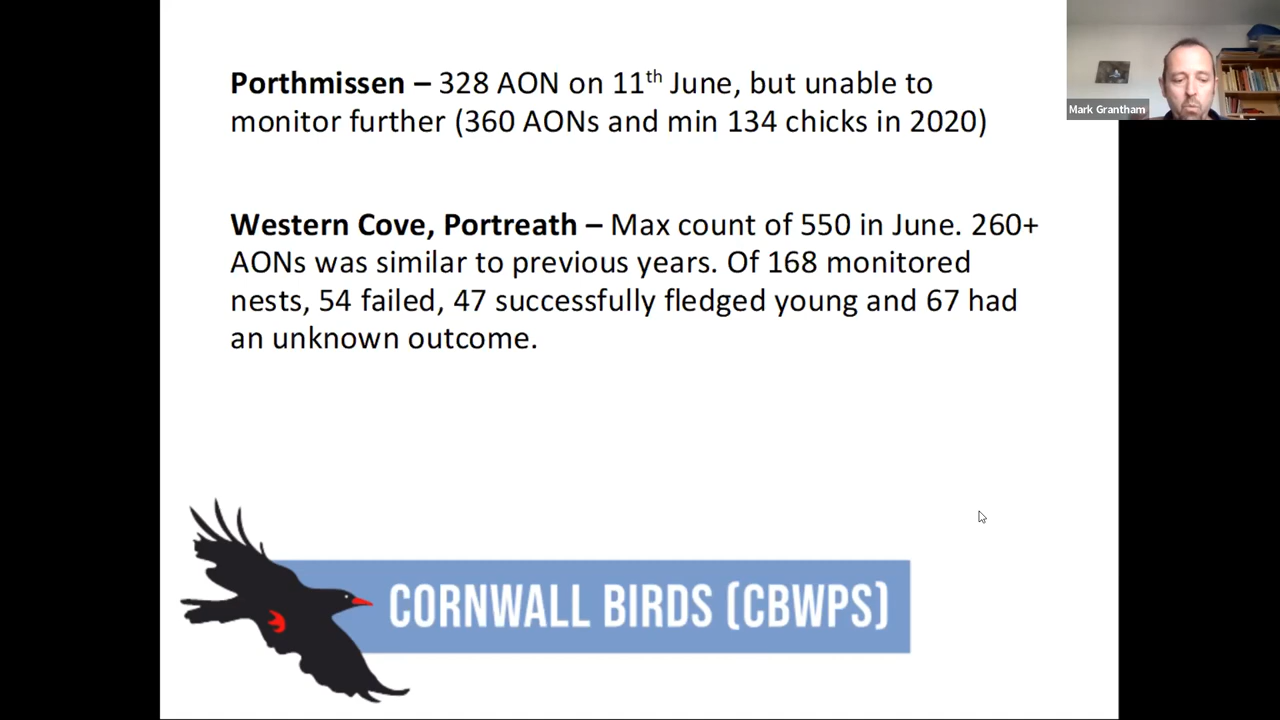 Porthmissen – 328 AON on 11th June, but unable to
monitor further (360 AONs and min 134 chicks in 2020)
Mark Grantham
Western Cove, Portreath – Max count of 550 in June. 260+
AONs was similar to previous years. Of 168 monitored
nests, 54 failed, 47 successfully fledged young and 67 had
an unknown outcome.
CORNWALL BIRDS (CBWPS)